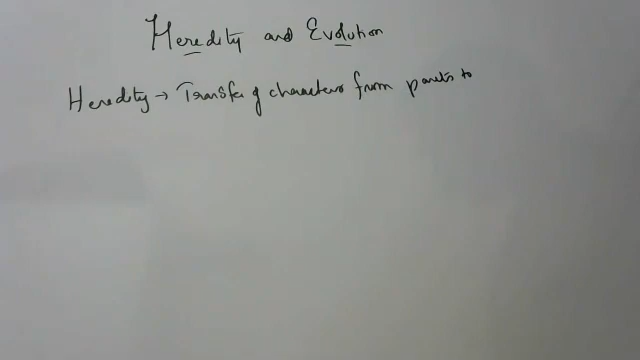 Heredity and Evolution
Heredity → Transfer of characters from parents to